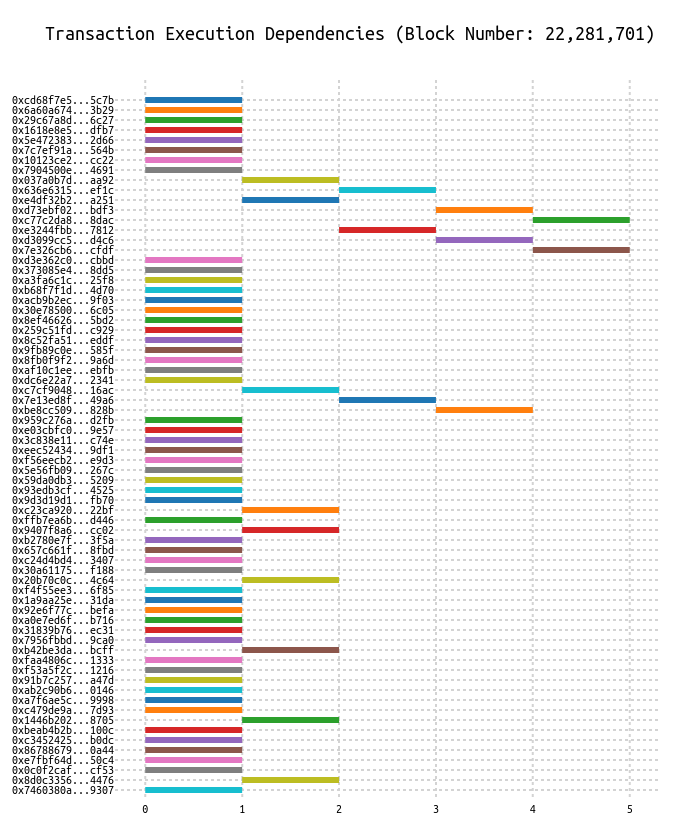 Transaction Execution Dependencies (Block Number: 22,281,701)
0xcd68f7e5...5c7b
0x6a60a674...3b29
0x29c67a8d...6c27
0x1618e8e5...dfb7
0x5e472383...2d66
0x7c7ef91a...564b
0x10123ce2...cc22
0x7904500e...4691
0x037a0b7d...aa92
0x636e6315...ef1c
0xe4df32b2...a251
0xd73ebf02...bdf3
0xc77c2da8...8dac
0xe3244fbb...7812
0xd3099cc5...d4c6
0x7e326cb6...cfdf
0xd3e362c0...cbbd
0x373085e4...8dd5
0xa3fa6c1c...25f8
0xb68f7f1d...4d70
0xacb9b2ec...9f03
0x30e78500...6c05
0x8ef46626...5bd2
0x259c51fd...c929
0x8c52fa51...eddf
0x9fb89c0e...585f
0x8fb0f9f2...9a6d
0xaf10c1ee...ebfb
0xdc6e22a7...2341
0xc7cf9048...16ac
0x7e13ed8f...49a6
0xbe8cc509...828b
0x959c276a...d2fb
0xe03cbfc0...9e57
0x3c838e11...c74e
0xeec52434...9df1
0xf56eecb2...e9d3
0x5e56fb09...267c
0x59da0db3...5209
0x93edb3cf...4525
0x9d3d19d1...fb70
0xc23ca920...22bf
0xffb7ea6b...d446
0x9407f8a6...cc02
0xb2780e7f...3f5a
0x657c661f...8fbd
0xc24d4bd4...3407
0x30a61175...f188
0x20b70c0c...4c64
0xf4f55ee3...6f85
0x1a9aa25e...31da
0x92e6f77c...befa
0xa0e7ed6f...b716
0x31839b76...ec31
0x7956fbbd...9ca0
0xb42be3da...bcff
0xfaa4806c...1333
0xf53a5f2c...1216
0x91b7c257...a47d
0xab2c90b6...0146
0xa7f6ae5c...9998
0xc479de9a...7d93
0x1446b202...8705
0xbeab4b2b...100c
0xc3452425...b0dc
0x86788679...0a44
0xe7fbf64d...50c4
0x0c0f2caf...cf53
0x8d0c3356...4476
0x7460380a...9307
0 1 2 3 4 5